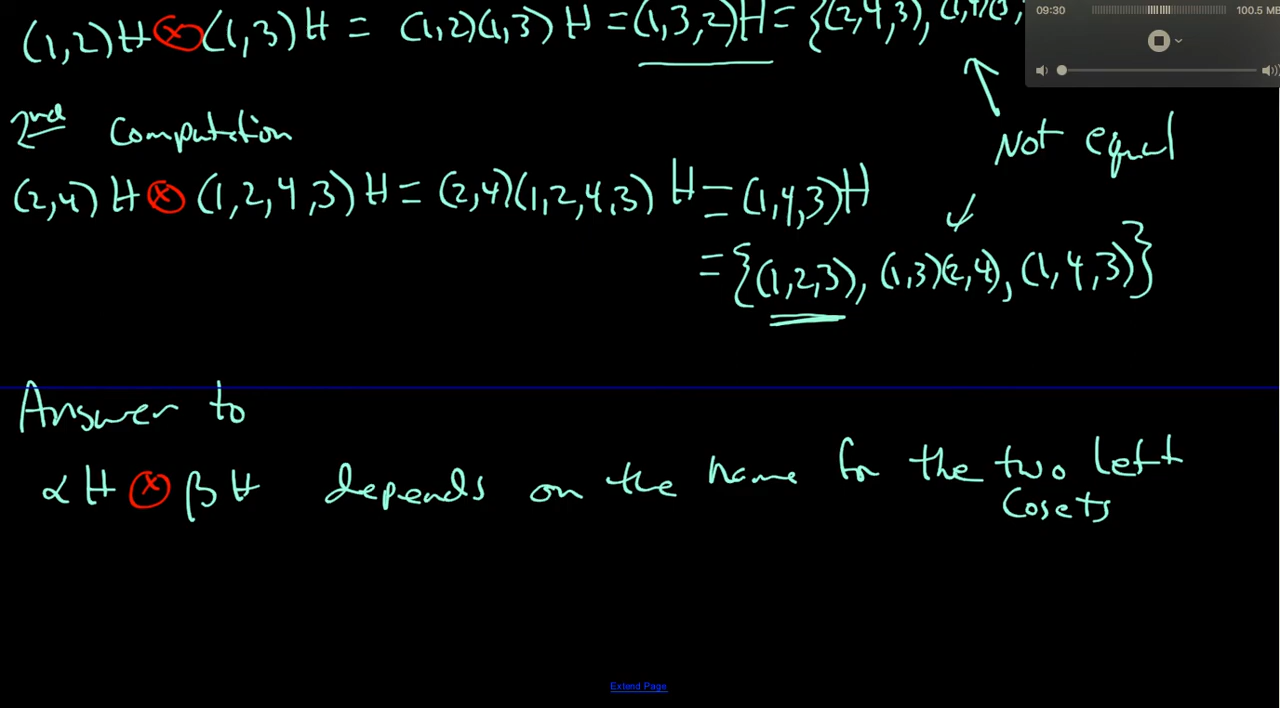 (1,2)H ⊗ (1,3)H = (1,2)(1,3) H = (1,3,2)H = {(2,4,3),
09:30
100.5 MB
2nd Computation
Not equal
(2,4) H ⊗ (1,2,4,3) H = (2,4)(1,2,4,3) H = (1,4,3)H
= {(1,2,3), (1,3)(2,4), (1,4,3)}
Answer to
αH ⊗ βH depends on the name for the two left
cosets
Extend Page